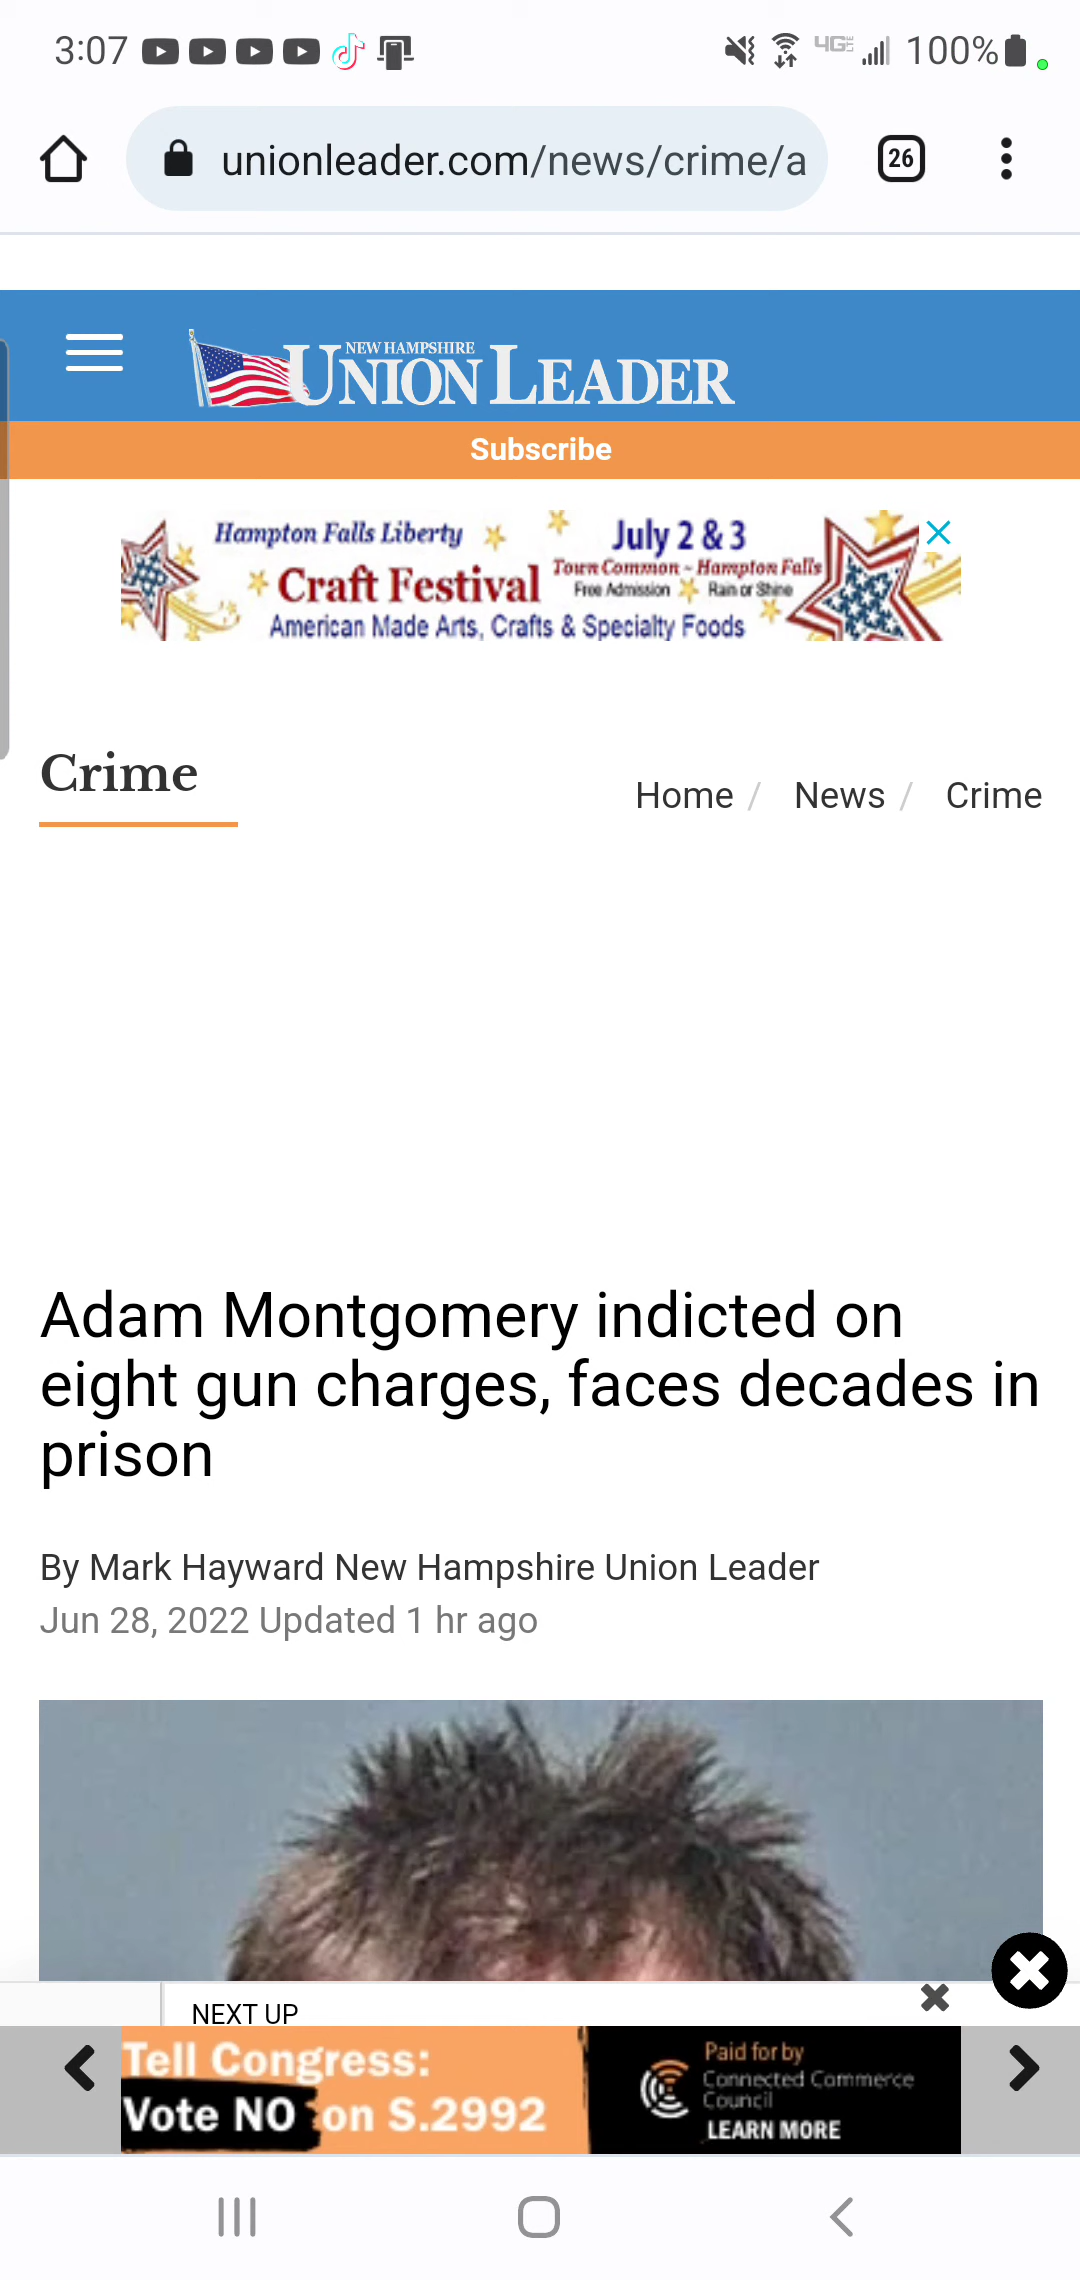 3:07
4G LTE
100%
unionleader.com/news/crime/a
26
NEW HAMPSHIRE
UNION LEADER
Subscribe
Hampton Falls Liberty
Craft Festival
July 2 & 3
Town Common ~ Hampton Falls
Free Admission
Rain or Shine
American Made Arts, Crafts & Specialty Foods
Crime
Home / News / Crime
Adam Montgomery indicted on
eight gun charges, faces decades in
prison
By Mark Hayward New Hampshire Union Leader
Jun 28, 2022 Updated 1 hr ago
NEXT UP
Tell Congress:
Vote NO on S.2992
Paid for by
Connected Commerce
Council
LEARN MORE